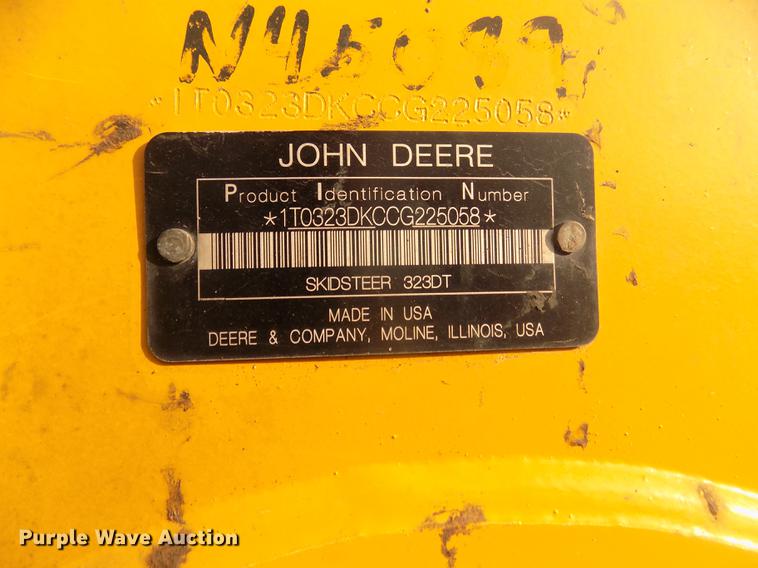 *1T0323DKCCG225058*
JOHN DEERE
Product Identification Number
*1T0323DKCCG225058*
SKIDSTEER 323DT
MADE IN USA
DEERE & COMPANY, MOLINE, ILLINOIS, USA
Purple Wave Auction